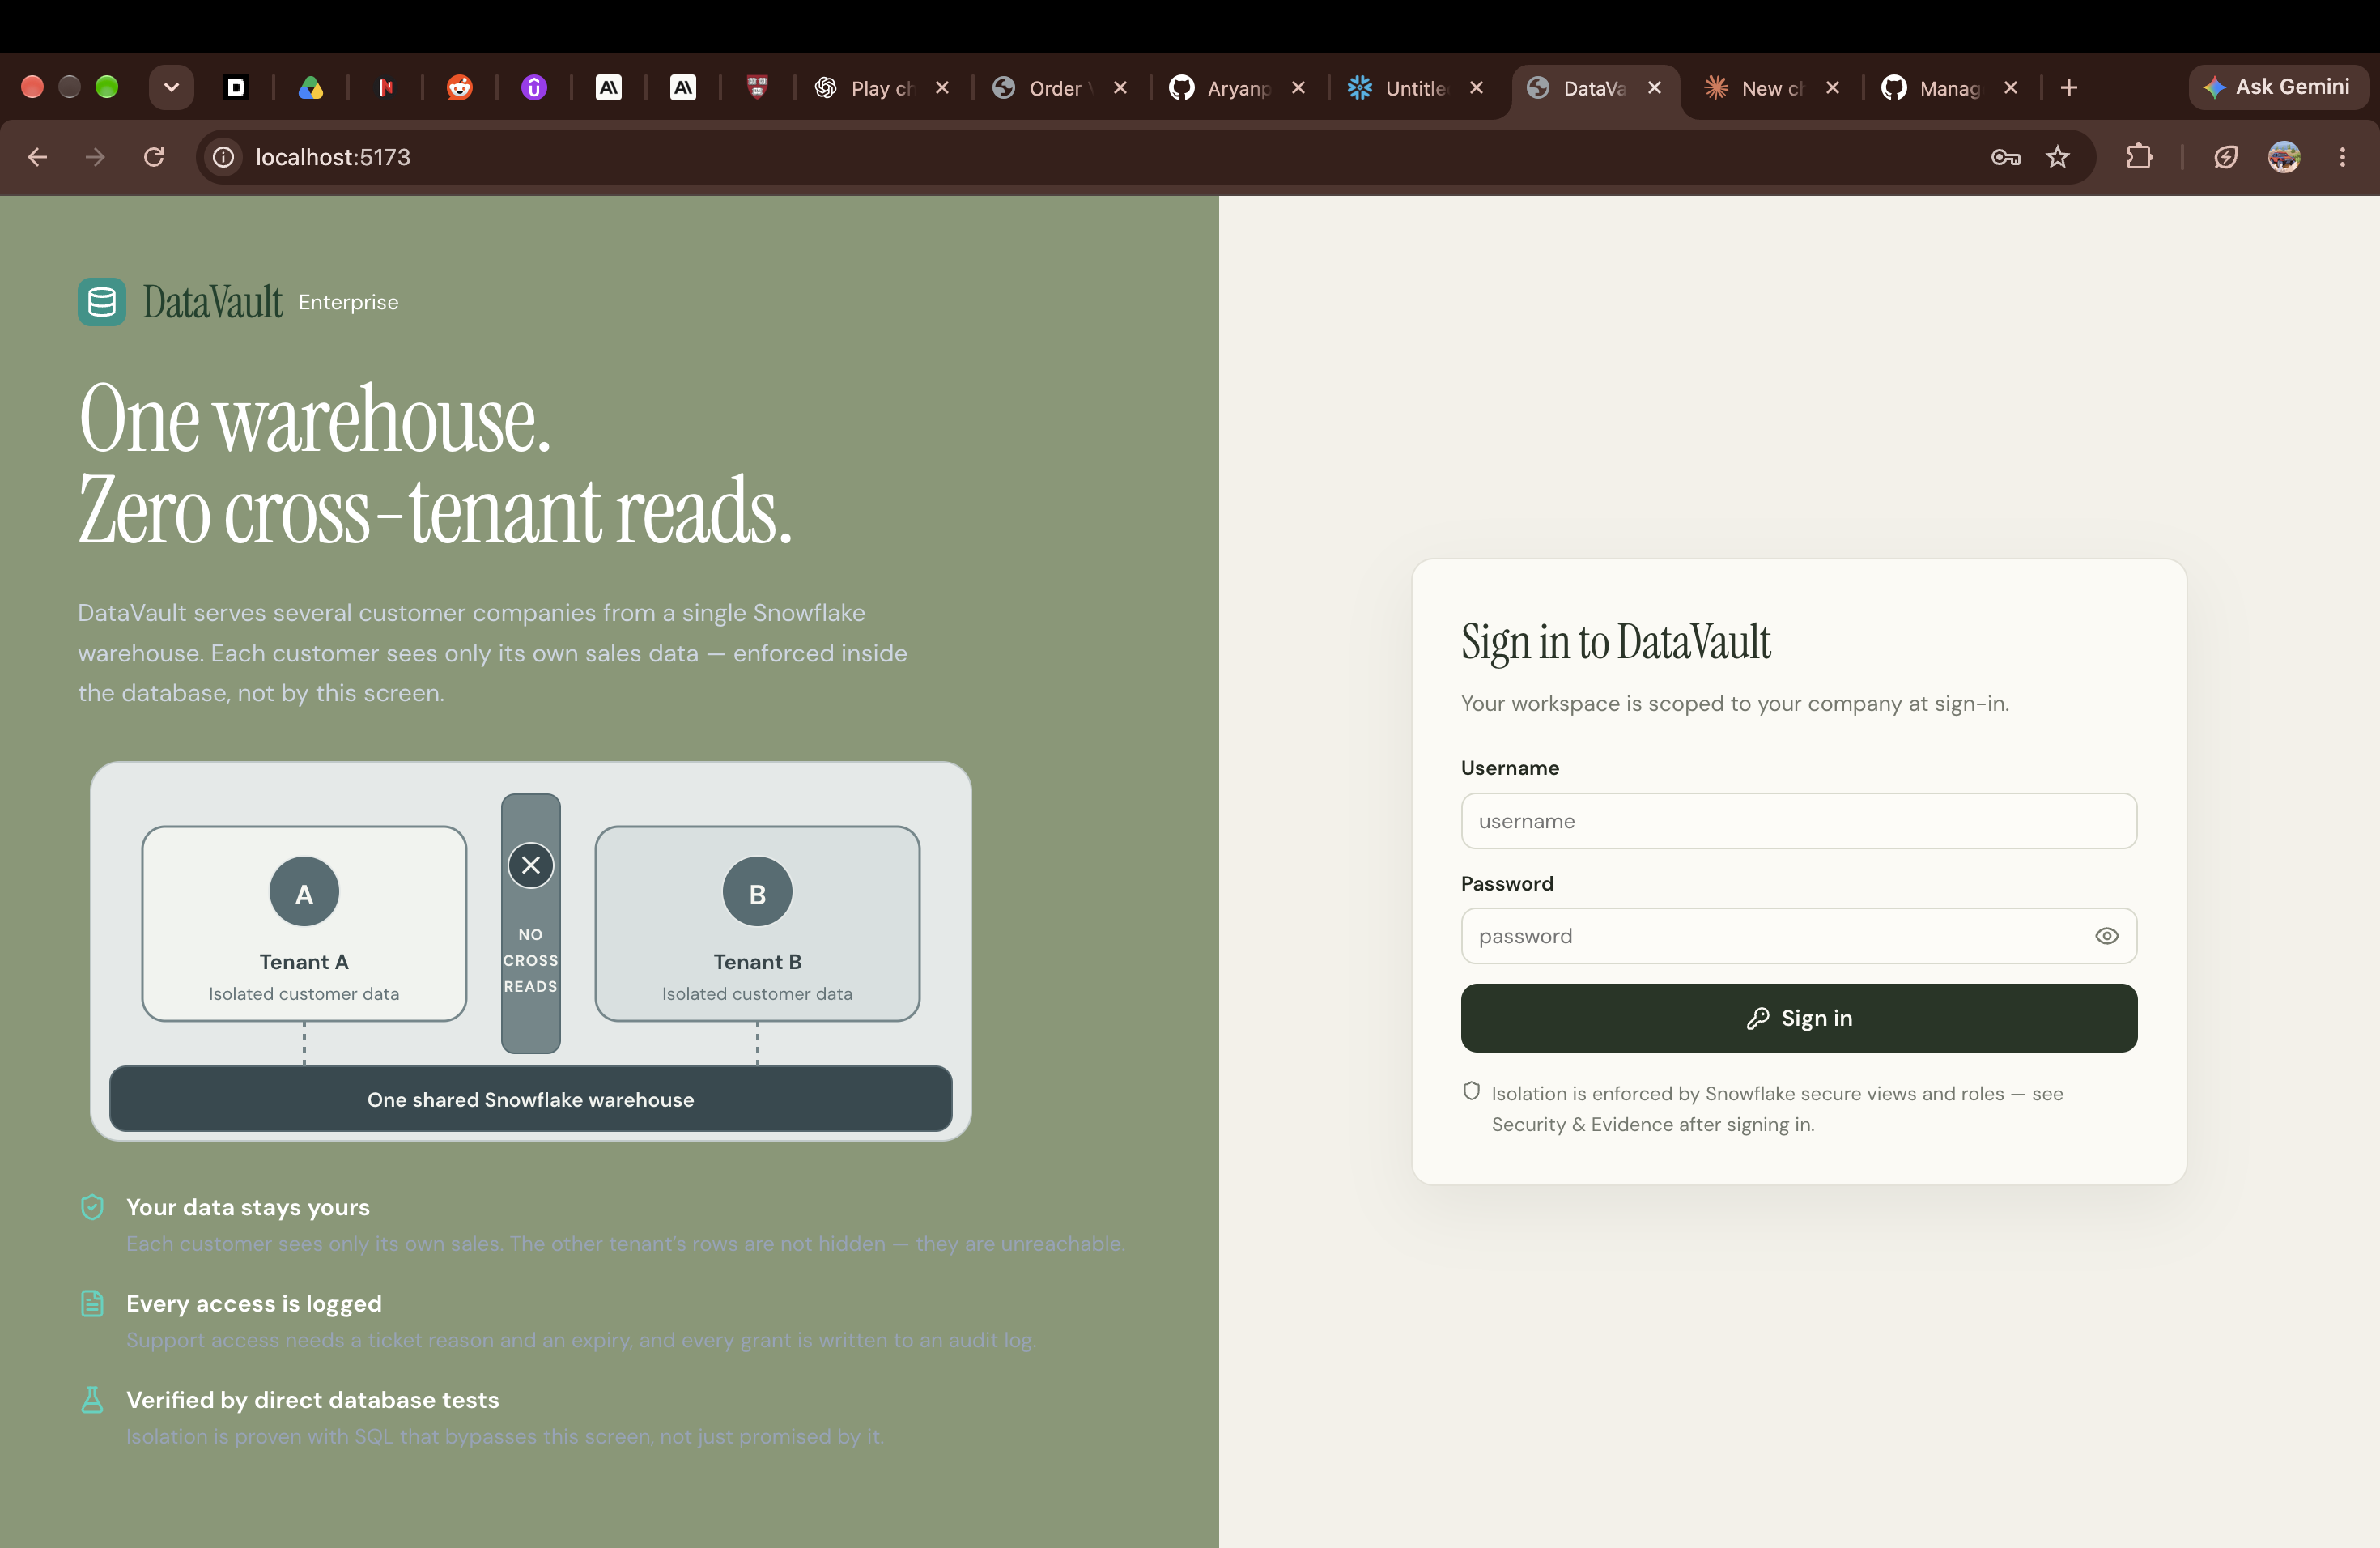 Play ch
Order
Aryanp
Untitle
DataVa
New ch
Manag
Ask Gemini
localhost:5173
DataVault Enterprise
One warehouse.
Zero cross-tenant reads.
DataVault serves several customer companies from a single Snowflake
warehouse. Each customer sees only its own sales data — enforced inside
the database, not by this screen.
A
Tenant A
Isolated customer data
NO
CROSS
READS
B
Tenant B
Isolated customer data
One shared Snowflake warehouse
Your data stays yours
Each customer sees only its own sales. The other tenant's rows are not hidden — they are unreachable.
Every access is logged
Support access needs a ticket reason and an expiry, and every grant is written to an audit log.
Verified by direct database tests
Isolation is proven with SQL that bypasses this screen, not just promised by it.
Sign in to DataVault
Your workspace is scoped to your company at sign-in.
Username
username
Password
password
Sign in
Isolation is enforced by Snowflake secure views and roles — see
Security & Evidence after signing in.